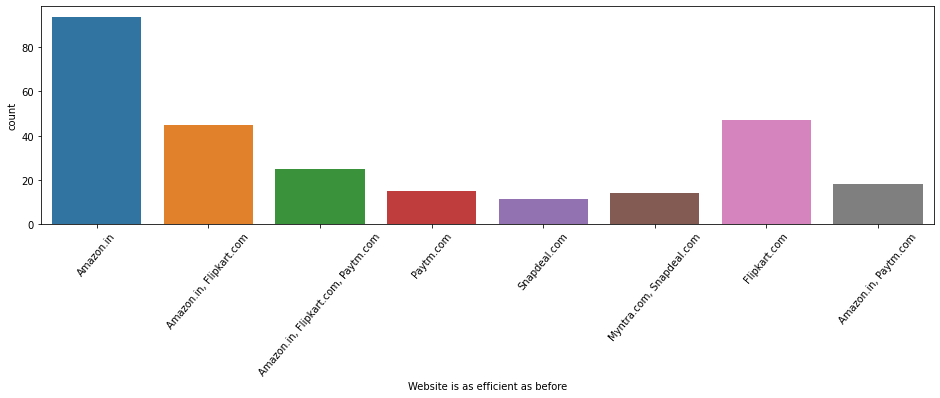 80
60
40
20
0
count
Amazon.in
Amazon.in, Flipkart.com
Amazon.in, Flipkart.com, Paytm.com
Paytm.com
Snapdeal.com
Myntra.com, Snapdeal.com
Flipkart.com
Amazon.in, Paytm.com
Website is as efficient as before